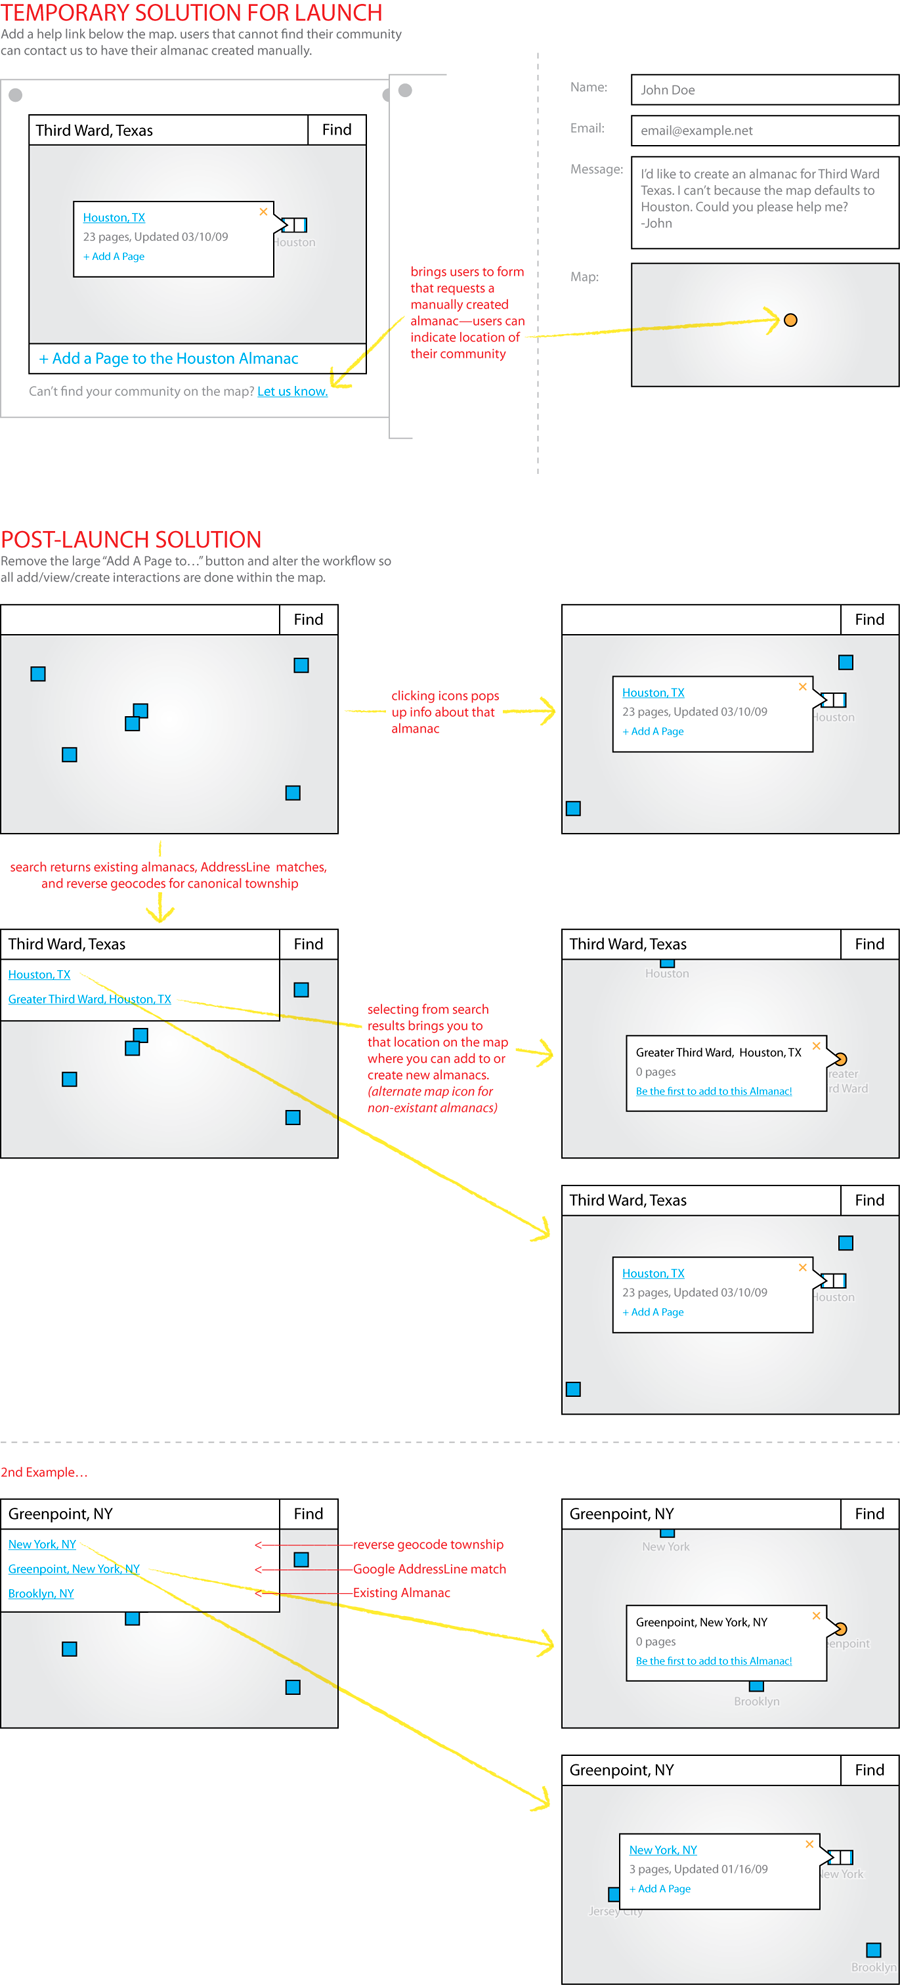 TEMPORARY SOLUTION FOR LAUNCH
Add a help link below the map. users that cannot find their community
can contact us to have their almanac created manually.
Third Ward, Texas
Find
Houston, TX
×
23 pages, Updated 03/10/09
+ Add A Page
Houston
+ Add a Page to the Houston Almanac
Can't find your community on the map? Let us know.
brings users to form
that requests a
manually created
almanac—users can
indicate location of
their community
Name:
John Doe
Email:
email@example.net
Message:
I'd like to create an almanac for Third Ward
Texas. I can't because the map defaults to
Houston. Could you please help me?
-John
Map:
POST-LAUNCH SOLUTION
Remove the large "Add A Page to…" button and alter the workflow so
all add/view/create interactions are done within the map.
Find
clicking icons pops
up info about that
almanac
Find
Houston, TX
×
23 pages, Updated 03/10/09
+ Add A Page
Houston
search returns existing almanacs, AddressLine matches,
and reverse geocodes for canonical township
Third Ward, Texas
Find
Houston, TX
Greater Third Ward, Houston, TX
selecting from search
results brings you to
that location on the map
where you can add to or
create new almanacs.
(alternate map icon for
non-existant almanacs)
Third Ward, Texas
Find
Houston
Greater Third Ward, Houston, TX
×
0 pages
Be the first to add to this Almanac!
reater
rd Ward
Third Ward, Texas
Find
Houston, TX
×
23 pages, Updated 03/10/09
+ Add A Page
Houston
2nd Example…
Greenpoint, NY
Find
New York, NY
reverse geocode township
Greenpoint, New York, NY
Google AddressLine match
Brooklyn, NY
Existing Almanac
Greenpoint, NY
Find
New York
Greenpoint, New York, NY
×
0 pages
Be the first to add to this Almanac!
enpoint
Brooklyn
Greenpoint, NY
Find
New York, NY
×
3 pages, Updated 01/16/09
+ Add A Page
New York
Jersey City
Brooklyn